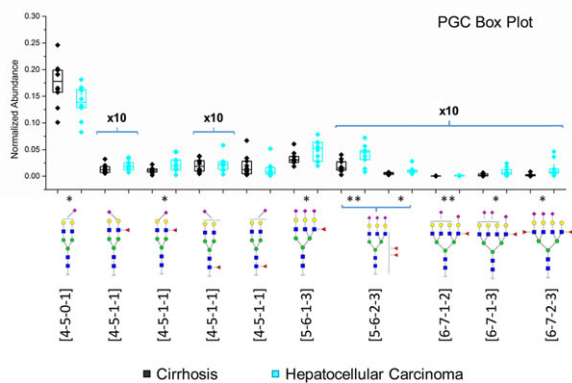 PGC Box Plot
Normalized Abundance
0.30
0.25
0.20
0.15
0.10
0.05
0.00
x10
x10
x10
* * * ** * ** * *
[4-5-0-1]
[4-5-1-1]
[4-5-1-1]
[4-5-1-1]
[4-5-1-1]
[5-6-1-3]
[5-6-2-3]
[6-7-1-2]
[6-7-1-3]
[6-7-2-3]
Cirrhosis
Hepatocellular Carcinoma